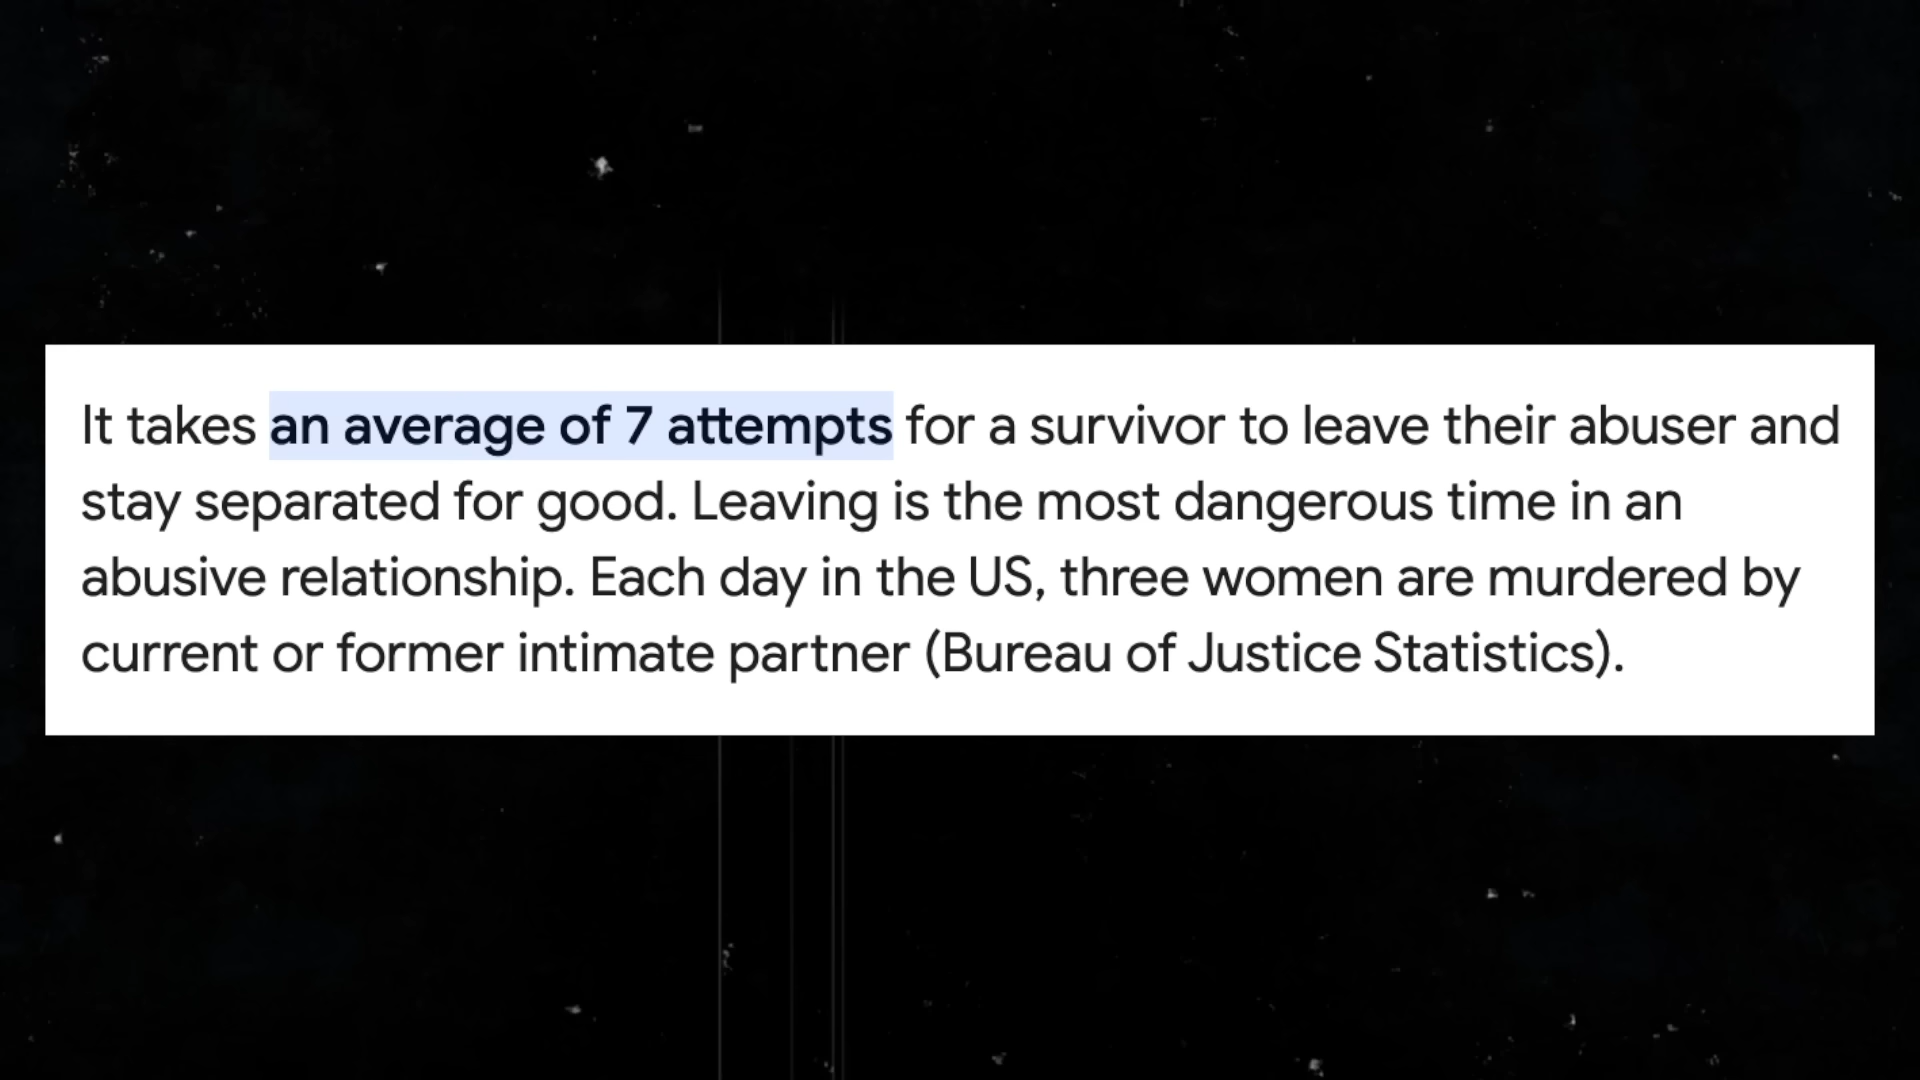 It takes an average of 7 attempts for a survivor to leave their abuser and
stay separated for good. Leaving is the most dangerous time in an
abusive relationship. Each day in the US, three women are murdered by
current or former intimate partner (Bureau of Justice Statistics).